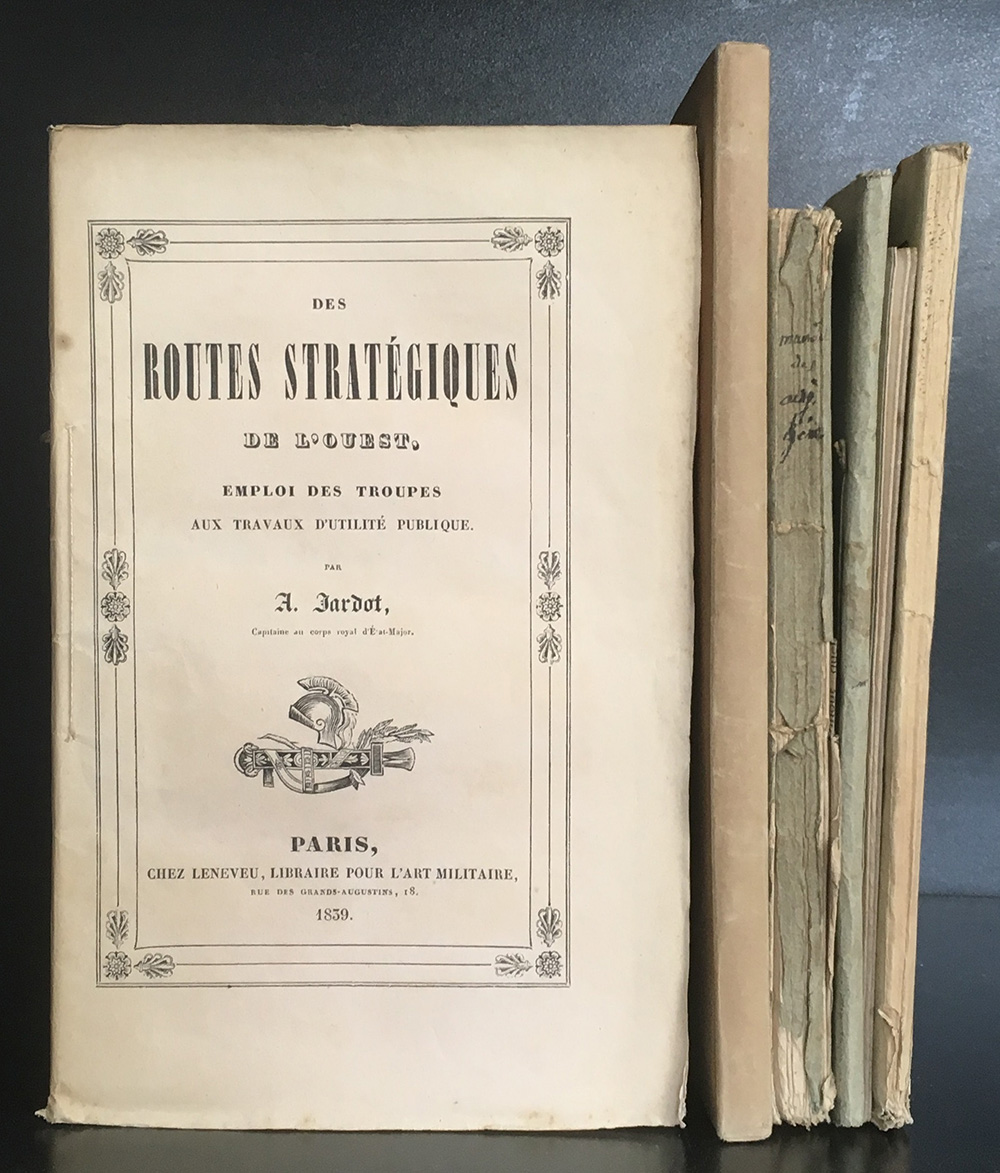 DES
ROUTES STRATÉGIQUES
DE L'OUEST,
EMPLOI DES TROUPES
AUX TRAVAUX D'UTILITÉ PUBLIQUE.
PAR
A. Jardot,
Capitaine au corps royal d'État-Major.
PARIS,
CHEZ LENEVEU, LIBRAIRE POUR L'ART MILITAIRE,
RUE DES GRANDS-AUGUSTINS, 18.
1839.
des